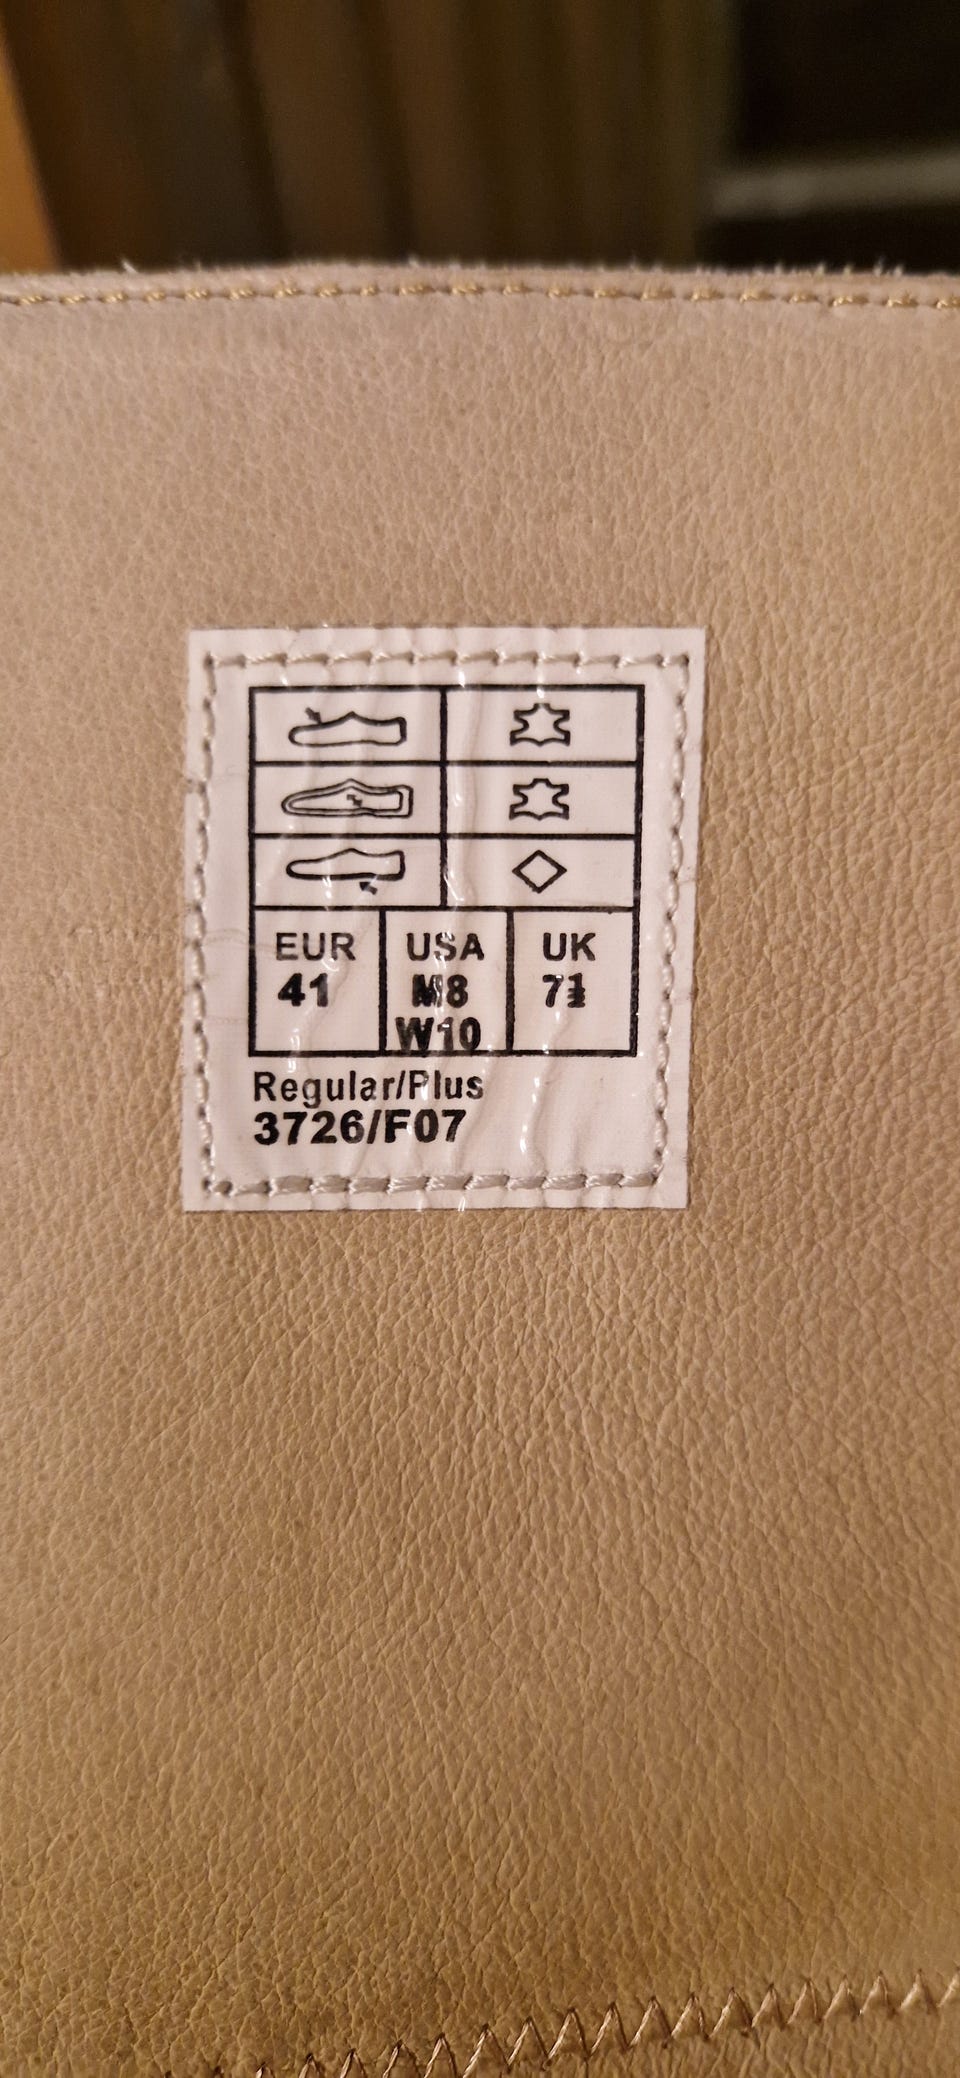 EUR USA UK
41 M8 7½
W10
Regular/Plus
3726/F07